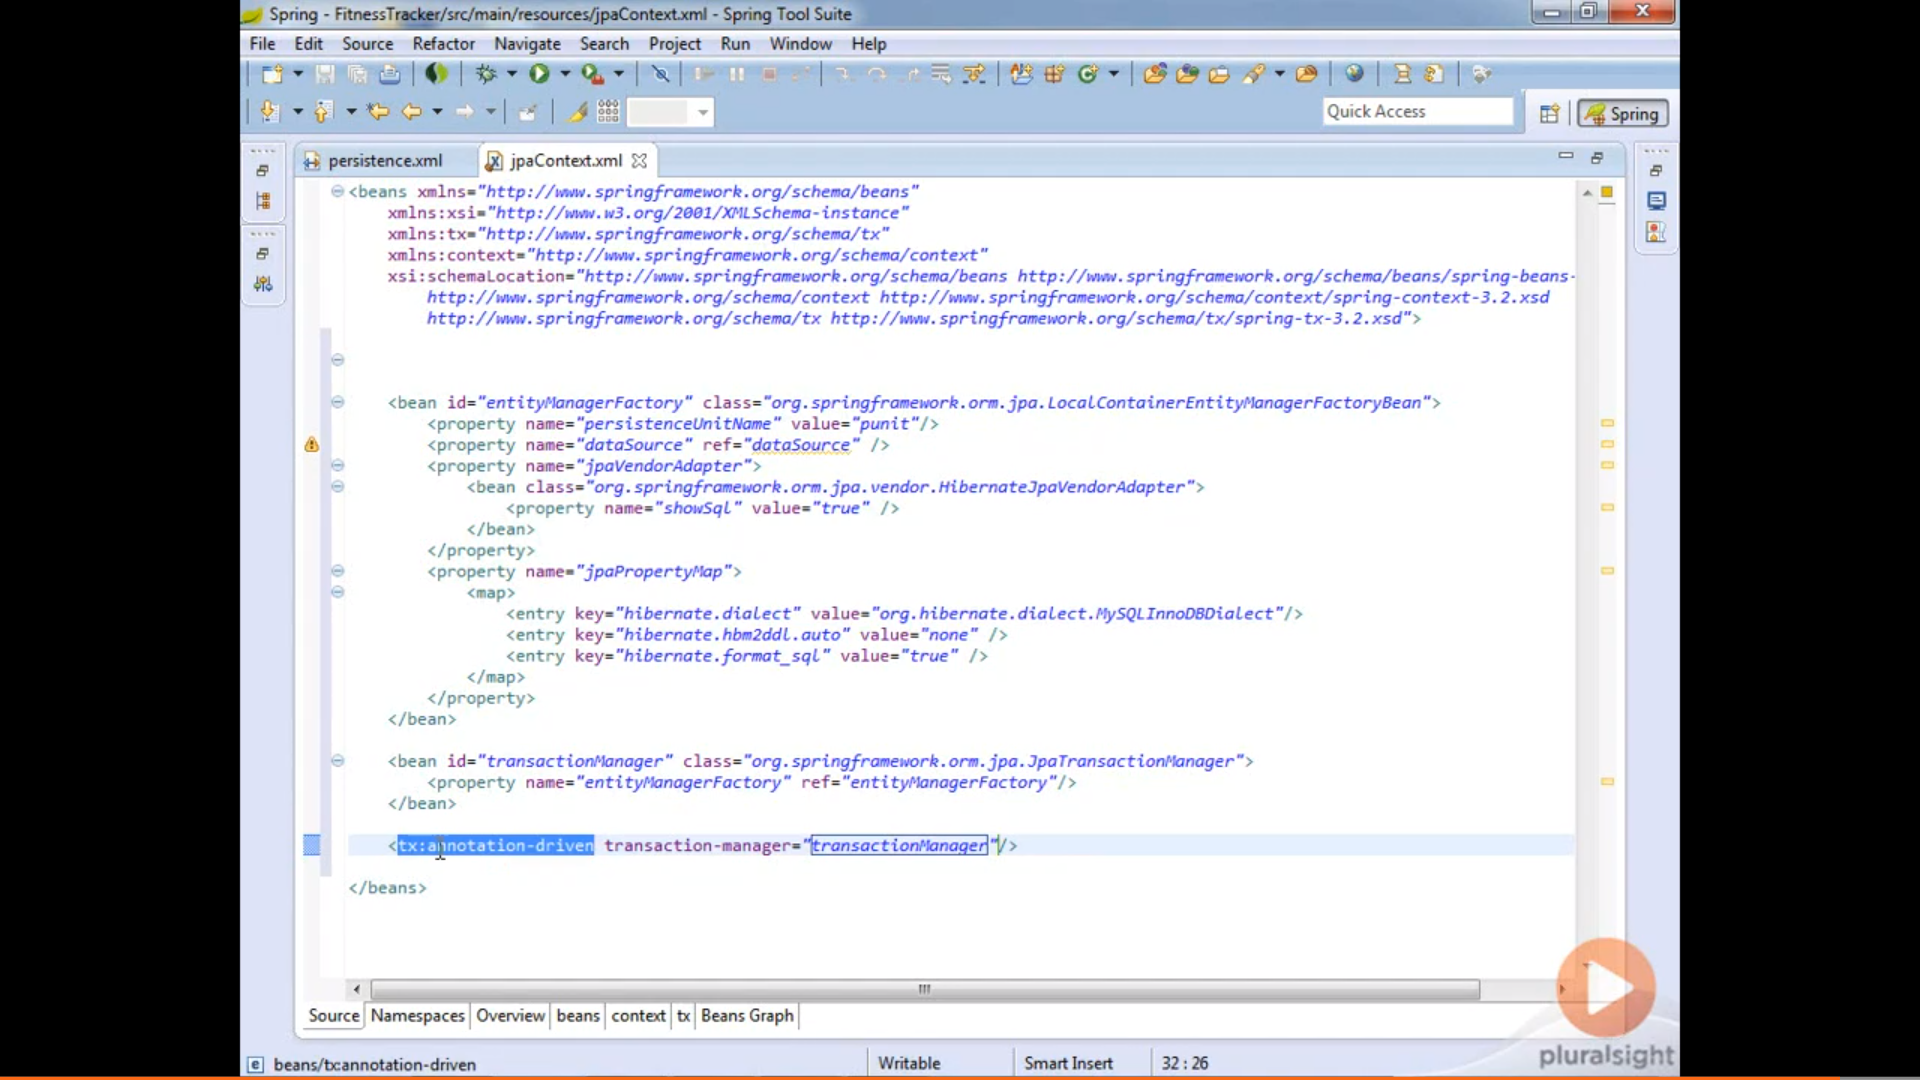 Spring - FitnessTracker/src/main/resources/jpaContext.xml - Spring Tool Suite
File Edit Source Refactor Navigate Search Project Run Window Help
Quick Access
Spring
persistence.xml
jpaContext.xml
<beans xmlns="http://www.springframework.org/schema/beans"
xmlns:xsi="http://www.w3.org/2001/XMLSchema-instance"
xmlns:tx="http://www.springframework.org/schema/tx"
xmlns:context="http://www.springframework.org/schema/context"
xsi:schemaLocation="http://www.springframework.org/schema/beans http://www.springframework.org/schema/beans/spring-beans-
http://www.springframework.org/schema/context http://www.springframework.org/schema/context/spring-context-3.2.xsd
http://www.springframework.org/schema/tx http://www.springframework.org/schema/tx/spring-tx-3.2.xsd">
<bean id="entityManagerFactory" class="org.springframework.orm.jpa.LocalContainerEntityManagerFactoryBean">
<property name="persistenceUnitName" value="punit"/>
<property name="dataSource" ref="dataSource" />
<property name="jpaVendorAdapter">
<bean class="org.springframework.orm.jpa.vendor.HibernateJpaVendorAdapter">
<property name="showSql" value="true" />
</bean>
</property>
<property name="jpaPropertyMap">
<map>
<entry key="hibernate.dialect" value="org.hibernate.dialect.MySQLInnoDBDialect"/>
<entry key="hibernate.hbm2ddl.auto" value="none" />
<entry key="hibernate.format_sql" value="true" />
</map>
</property>
</bean>
<bean id="transactionManager" class="org.springframework.orm.jpa.JpaTransactionManager">
<property name="entityManagerFactory" ref="entityManagerFactory"/>
</bean>
<tx:annotation-driven transaction-manager="transactionManager"/>
</beans>
Source Namespaces Overview beans context tx Beans Graph
beans/tx:annotation-driven
Writable
Smart Insert
32 : 26
pluralsight